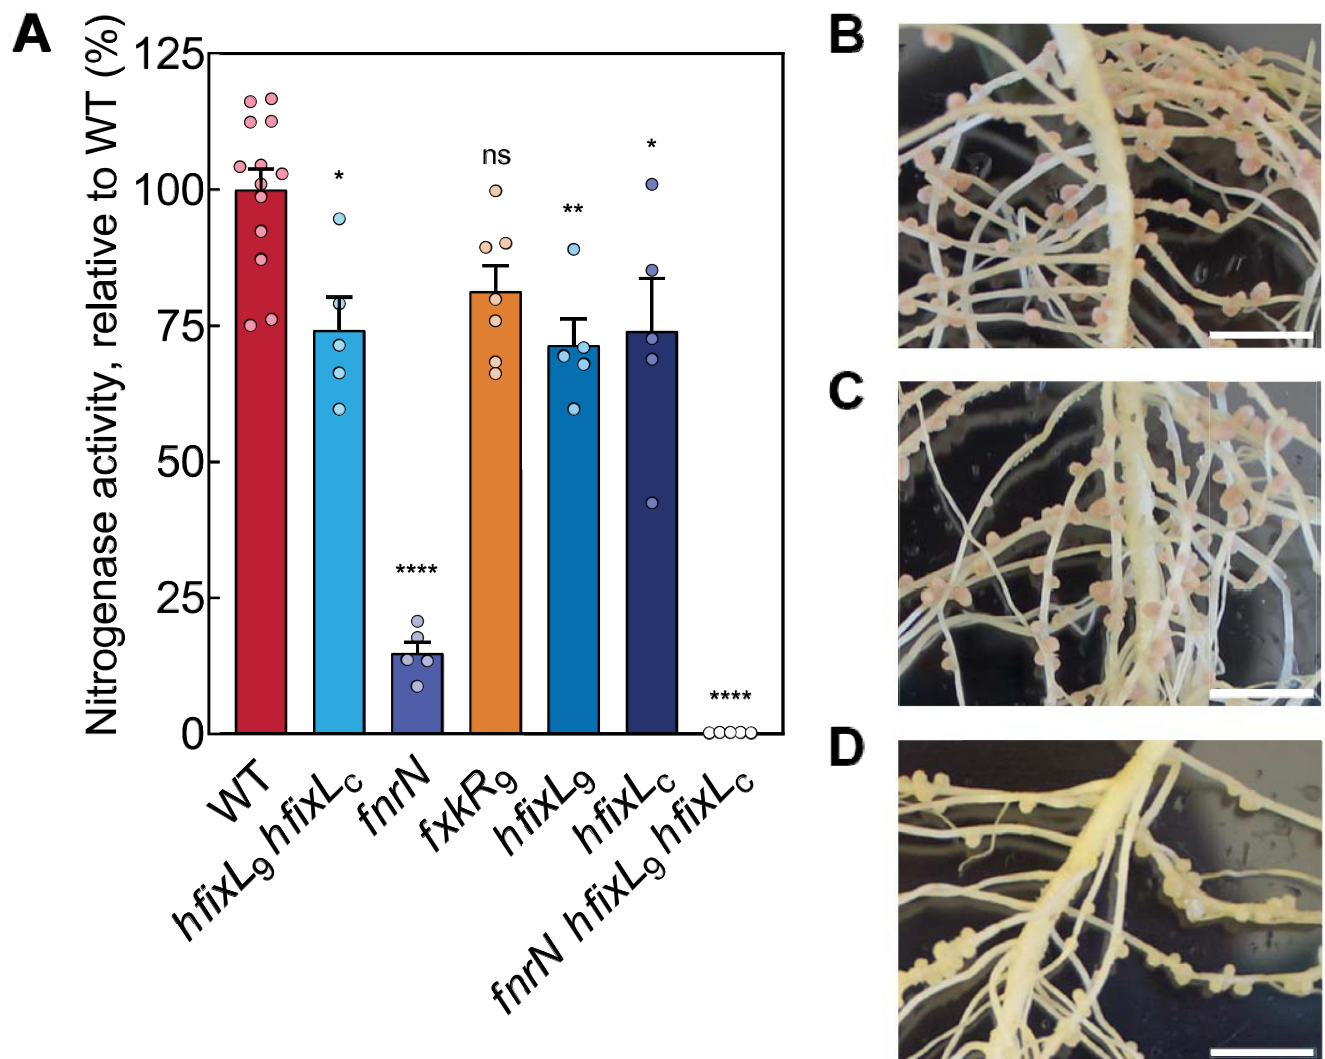 A
Nitrogenase activity, relative to WT (%)
125
100
75
50
25
0
*
****
ns
**
*
****
WT
hfixL9 hfixLc
fnrN
fxkR9
hfixL9
hfixLc
fnrN hfixL9 hfixLc
B
C
D